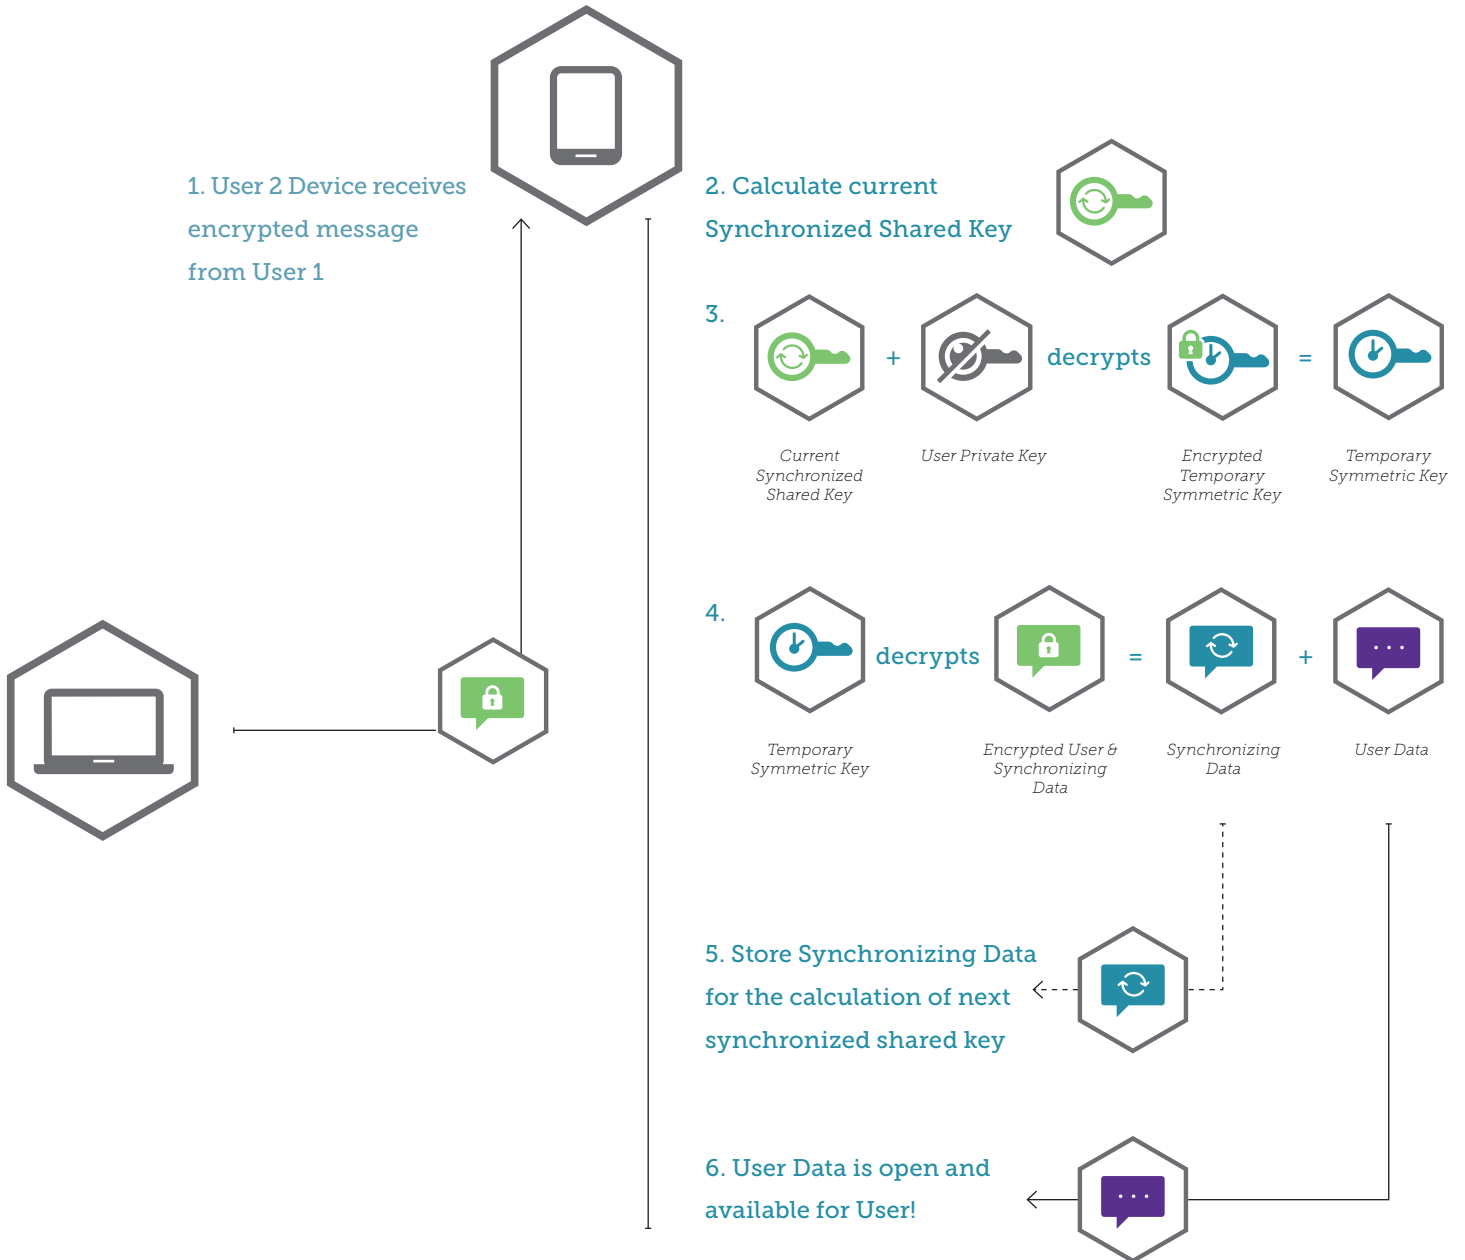 1. User 2 Device receives
encrypted message
from User 1
2. Calculate current
Synchronized Shared Key
3.
+
decrypts
=
Current
Synchronized
Shared Key
User Private Key
Encrypted
Temporary
Symmetric Key
Temporary
Symmetric Key
4.
decrypts
=
+
Temporary
Symmetric Key
Encrypted User &
Synchronizing
Data
Synchronizing
Data
User Data
5. Store Synchronizing Data
for the calculation of next
synchronized shared key
6. User Data is open and
available for User!